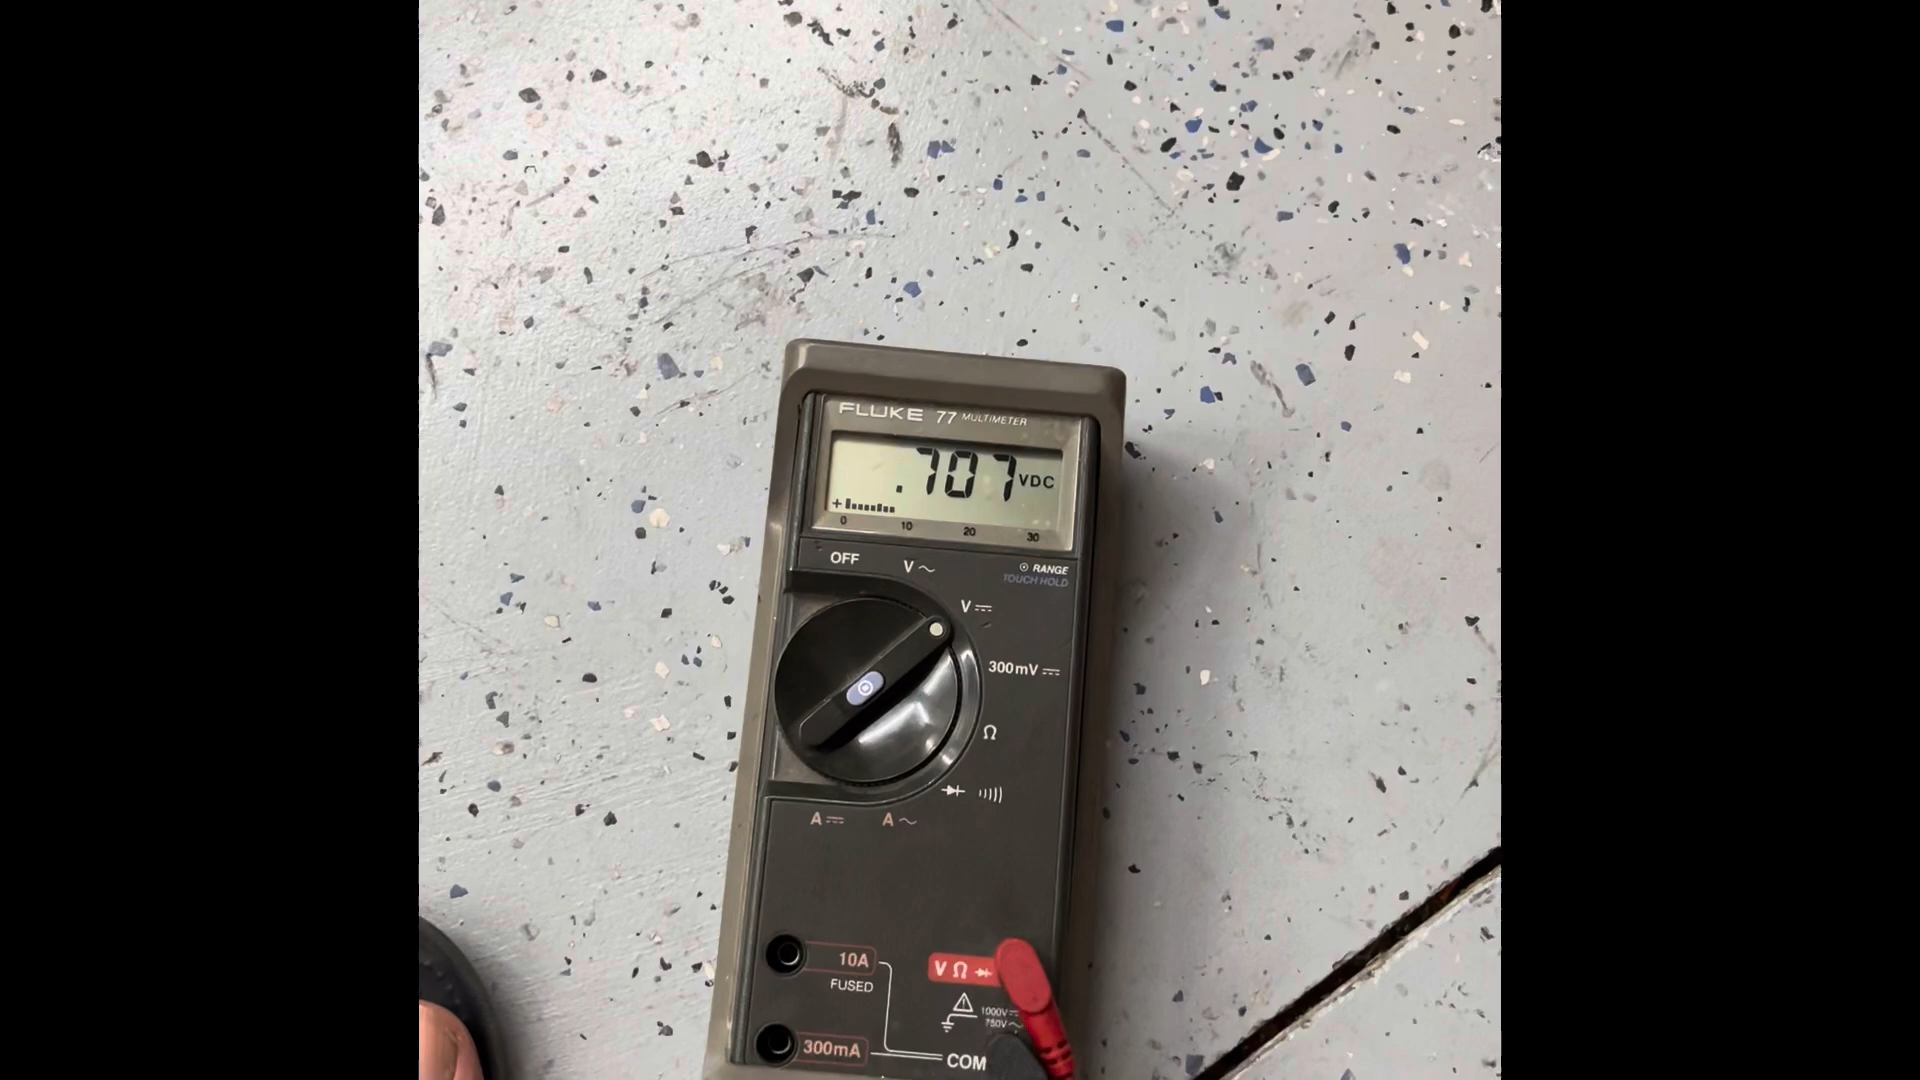 FLUKE 77 MULTIMETER
.707 VDC
+
0 10 20 30
OFF
V~
RANGE
TOUCH HOLD
V⎓
300mV⎓
Ω
A⎓
A~
10A
FUSED
VΩ
1000V⎓
750V~
300mA
COM